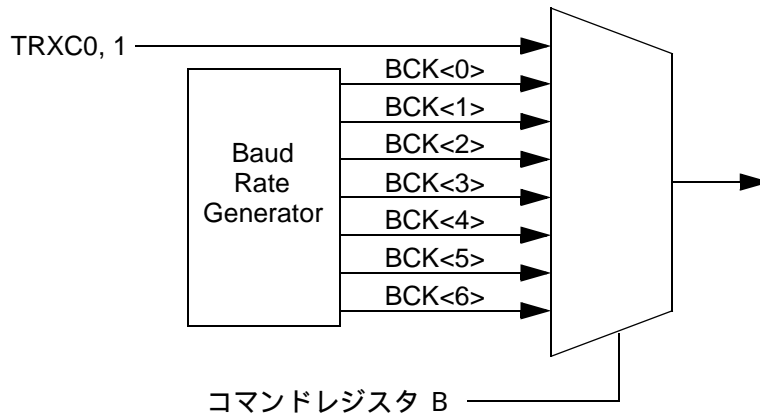 TRXC0, 1
BCK<0>
BCK<1>
BCK<2>
BCK<3>
BCK<4>
BCK<5>
BCK<6>
Baud
Rate
Generator
コマンドレジスタ B